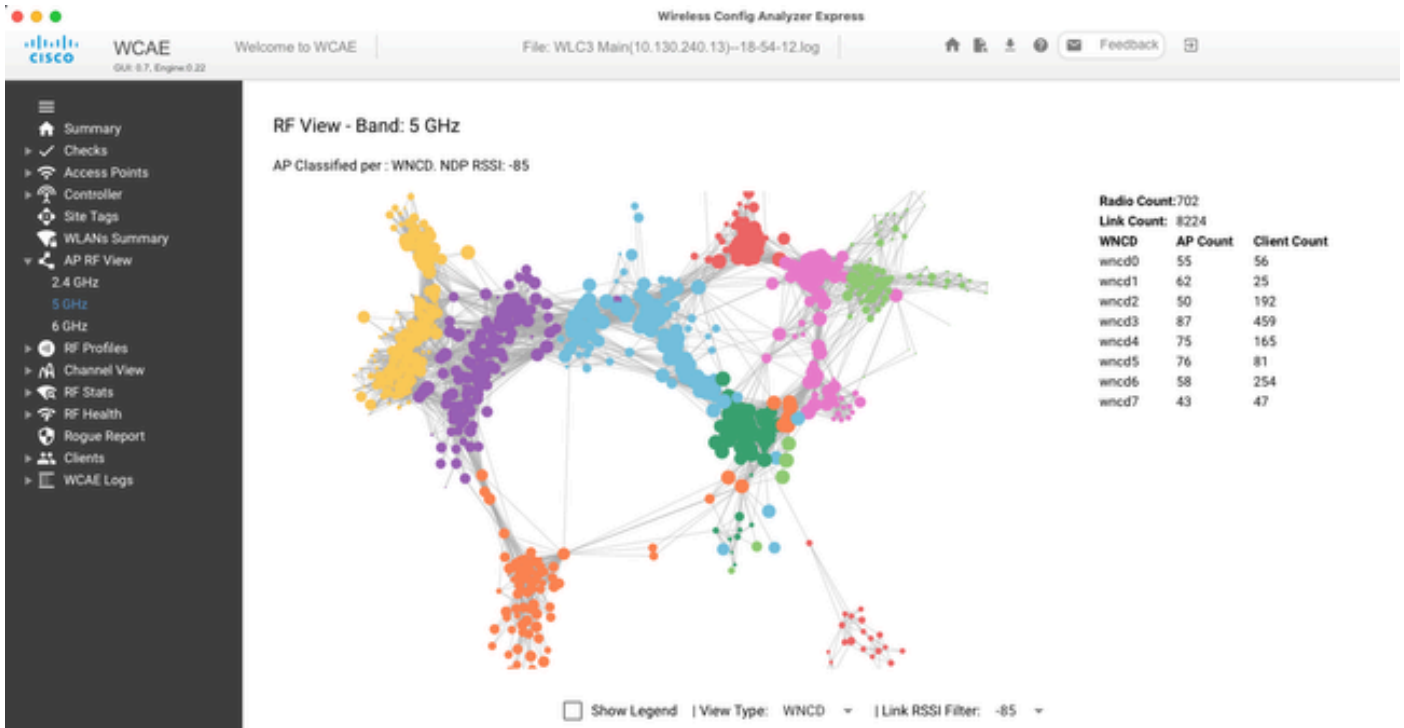 Wireless Config Analyzer Express
CISCO
WCAE
GUI: 0.7, Engine:0.22
Welcome to WCAE
File: WLC3 Main(10.130.240.13)--18-54-12.log
Feedback
Summary
Checks
Access Points
Controller
Site Tags
WLANs Summary
AP RF View
2.4 GHz
5 GHz
6 GHz
RF Profiles
Channel View
RF Stats
RF Health
Rogue Report
Clients
WCAE Logs
RF View - Band: 5 GHz
AP Classified per : WNCD. NDP RSSI: -85
Radio Count:702
Link Count: 8224
WNCD AP Count Client Count
wncd0 55 56
wncd1 62 25
wncd2 50 192
wncd3 87 459
wncd4 75 165
wncd5 76 81
wncd6 58 254
wncd7 43 47
Show Legend | View Type: WNCD | Link RSSI Filter: -85